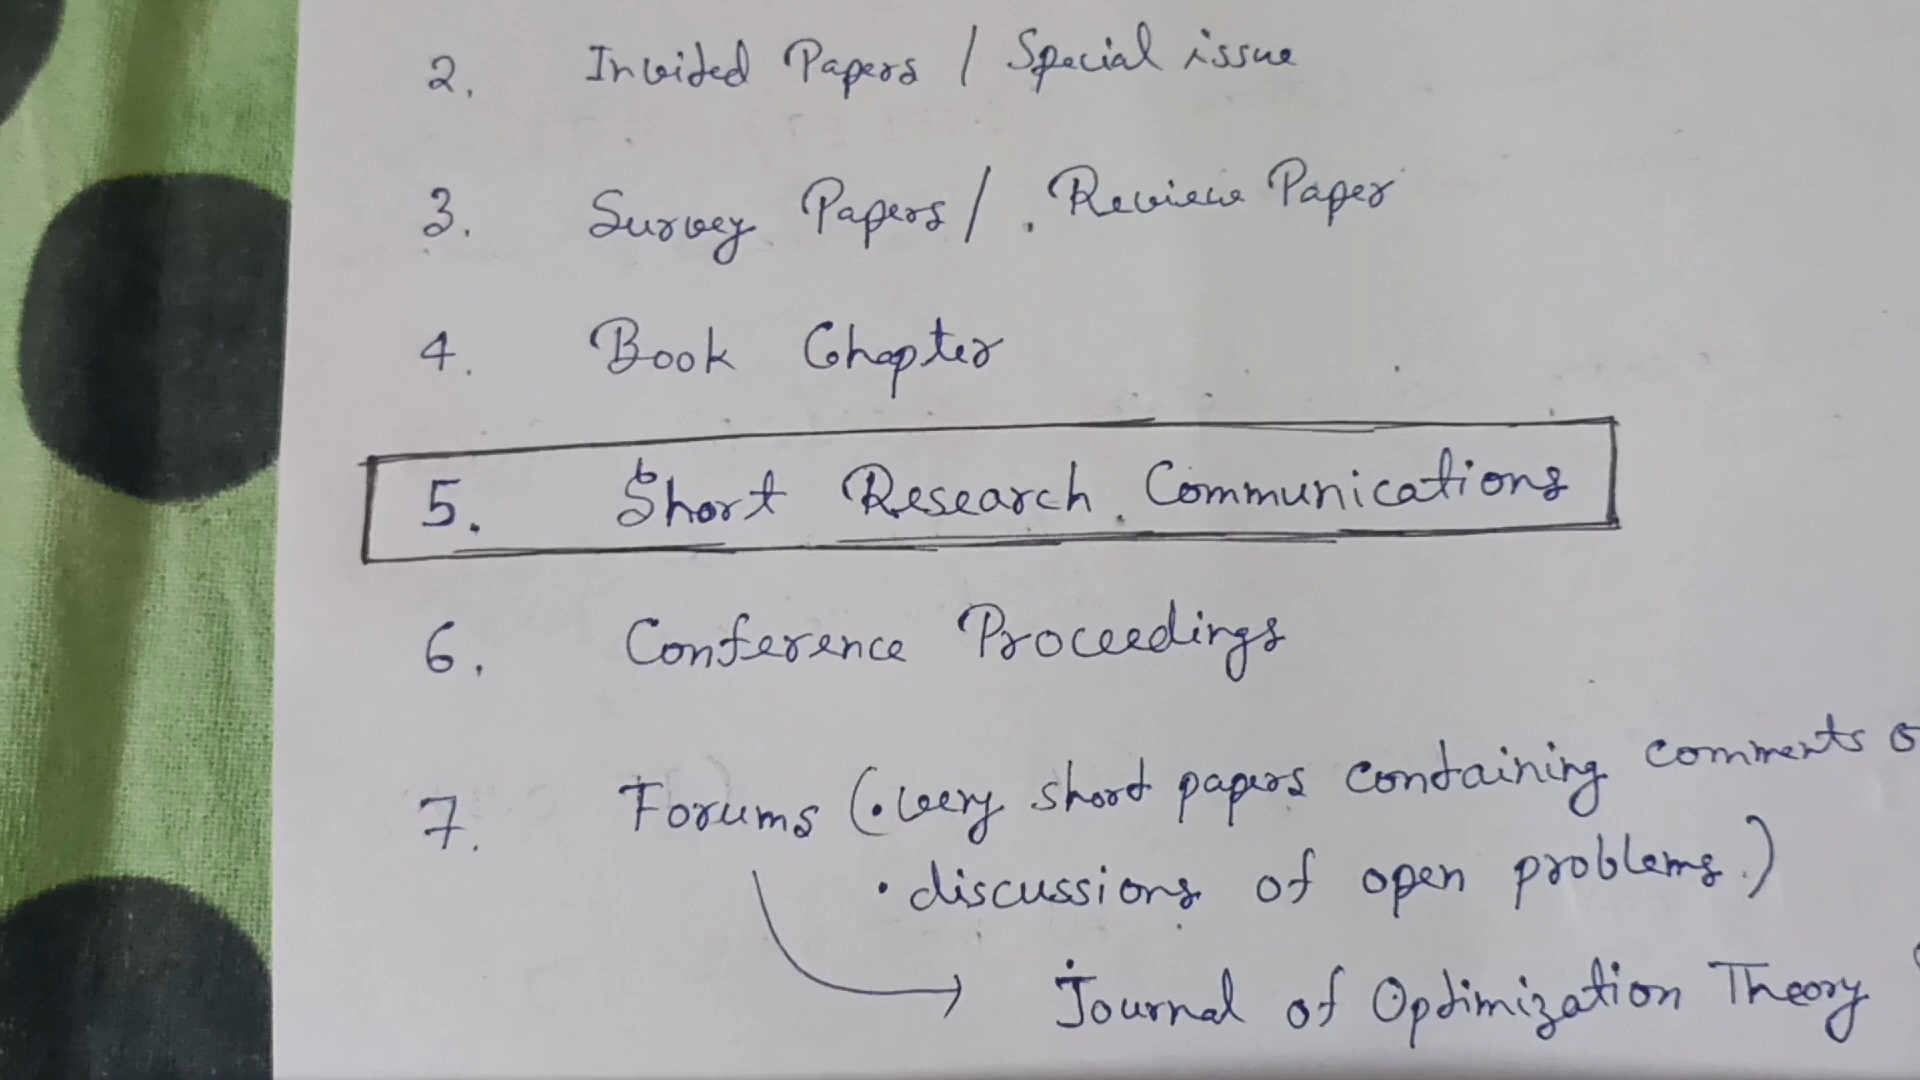 2. Invited Papers / Special issue
3. Survey Papers / Review Paper
4. Book Chapter
5. Short Research Communications
6. Conference Proceedings
7. Forums (• very short papers containing comments
• discussions of open problems.)
Journal of Optimization Theory